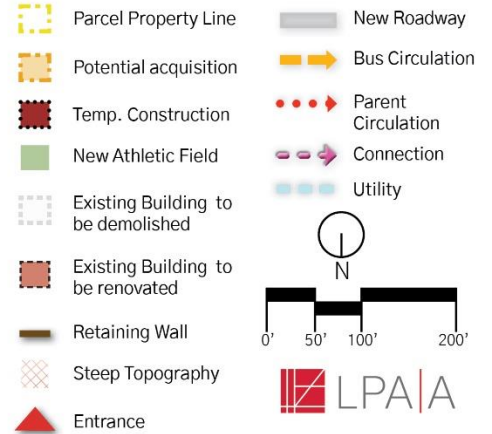 Parcel Property Line
Potential acquisition
Temp. Construction
New Athletic Field
Existing Building to
be demolished
Existing Building to
be renovated
Retaining Wall
Steep Topography
Entrance
New Roadway
Bus Circulation
Parent
Circulation
Connection
Utility
N
0' 50' 100' 200'
LPA|A